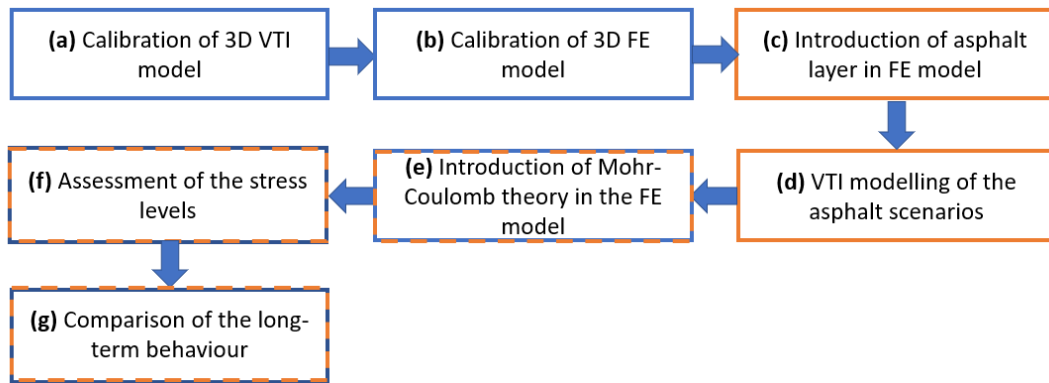 (a) Calibration of 3D VTI
model
(b) Calibration of 3D FE
model
(c) Introduction of asphalt
layer in FE model
(d) VTI modelling of the
asphalt scenarios
(e) Introduction of Mohr-
Coulomb theory in the FE
model
(f) Assessment of the stress
levels
(g) Comparison of the long-
term behaviour